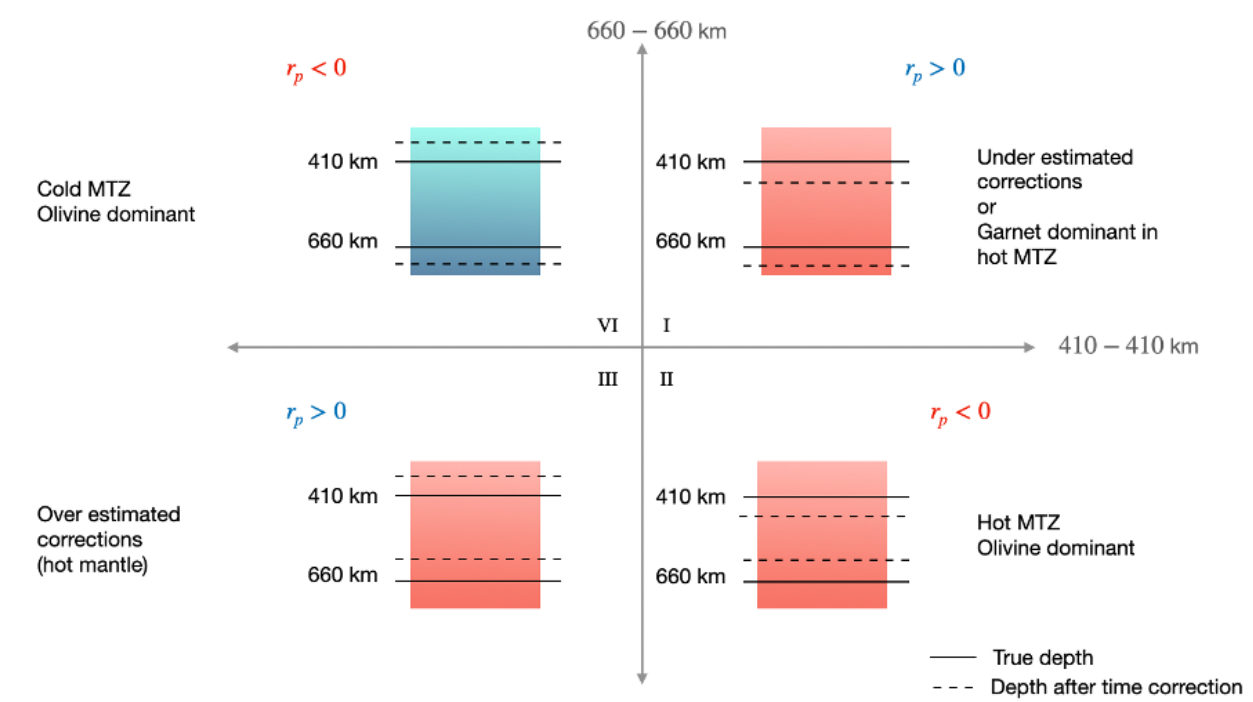 660 – 660 km
r_p < 0
r_p > 0
410 km
660 km
Cold MTZ
Olivine dominant
410 km
660 km
Under estimated
corrections
or
Garnet dominant in
hot MTZ
VI
I
410 – 410 km
III
II
r_p > 0
r_p < 0
410 km
660 km
Over estimated
corrections
(hot mantle)
410 km
660 km
Hot MTZ
Olivine dominant
True depth
Depth after time correction